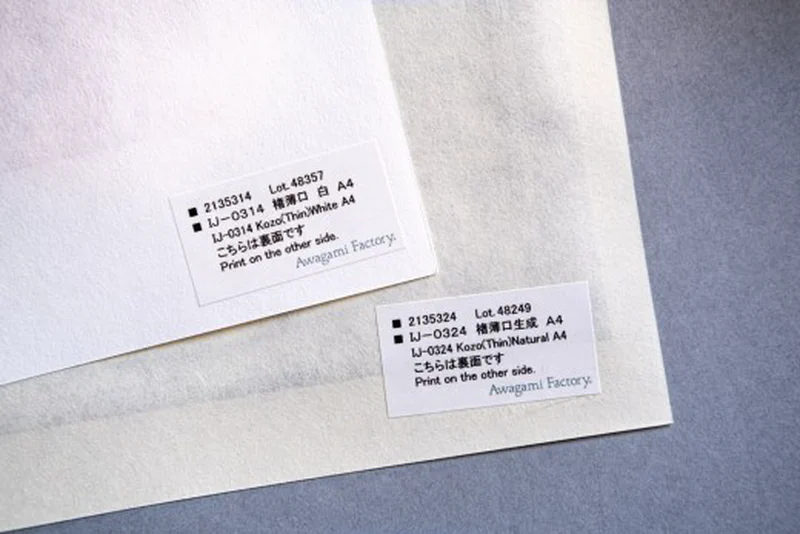 ■ 2135314 Lot.48357
■ IJ-0314 楮薄口 白 A4
IJ-0314 Kozo(Thin)White A4
こちらは裏面です
Print on the other side.
Awagami Factory.
■ 2135324 Lot.48249
■ IJ-0324 楮薄口生成 A4
IJ-0324 Kozo(Thin)Natural A4
こちらは裏面です
Print on the other side.
Awagami Factory.